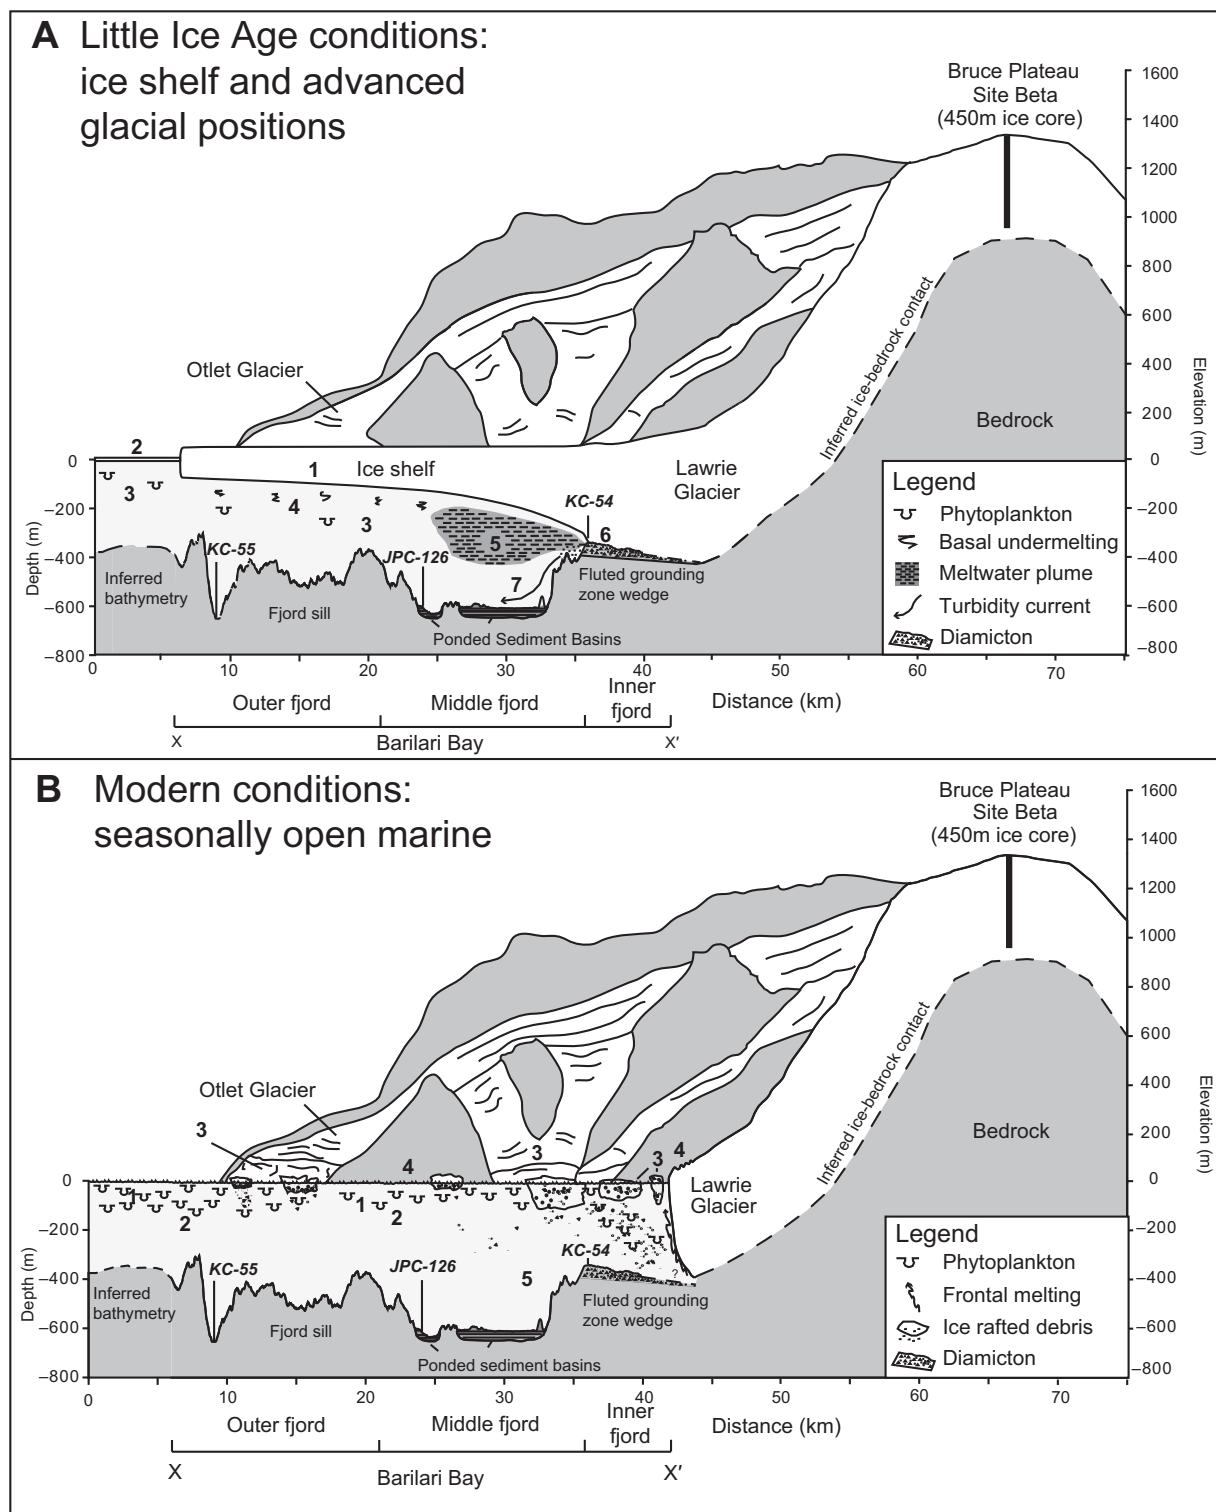 A Little Ice Age conditions:
ice shelf and advanced
glacial positions
Bruce Plateau
Site Beta
(450m ice core)
1600
1400
1200
1000
800
600
400
200
0
−200
−400
−600
−800
Elevation (m)
Otlet Glacier
Inferred ice-bedrock contact
Bedrock
2
0
−200
−400
−600
−800
Depth (m)
1 Ice shelf
Lawrie
Glacier
3
4
3
5
KC-54
6
KC-55
JPC-126
7
Inferred
bathymetry
Fjord sill
Fluted grounding
zone wedge
Ponded Sediment Basins
Legend
Phytoplankton
Basal undermelting
Meltwater plume
Turbidity current
Diamicton
0 10 20 30 40 50 60 70
Outer fjord
Middle fjord
Inner
fjord
Distance (km)
X
Barilari Bay
X′
B Modern conditions:
seasonally open marine
Bruce Plateau
Site Beta
(450m ice core)
1600
1400
1200
1000
800
600
400
200
0
−200
−400
−600
−800
Elevation (m)
Otlet Glacier
Inferred ice-bedrock contact
Bedrock
3
4
3
3
4
0
−200
−400
−600
−800
Depth (m)
Lawrie
Glacier
1
2
1
2
KC-54
KC-55
JPC-126
5
?
Inferred
bathymetry
Fjord sill
Fluted grounding
zone wedge
Ponded sediment basins
Legend
Phytoplankton
Frontal melting
Ice rafted debris
Diamicton
0 10 20 30 40 50 60 70
Outer fjord
Middle fjord
Inner
fjord
Distance (km)
X
Barilari Bay
X′